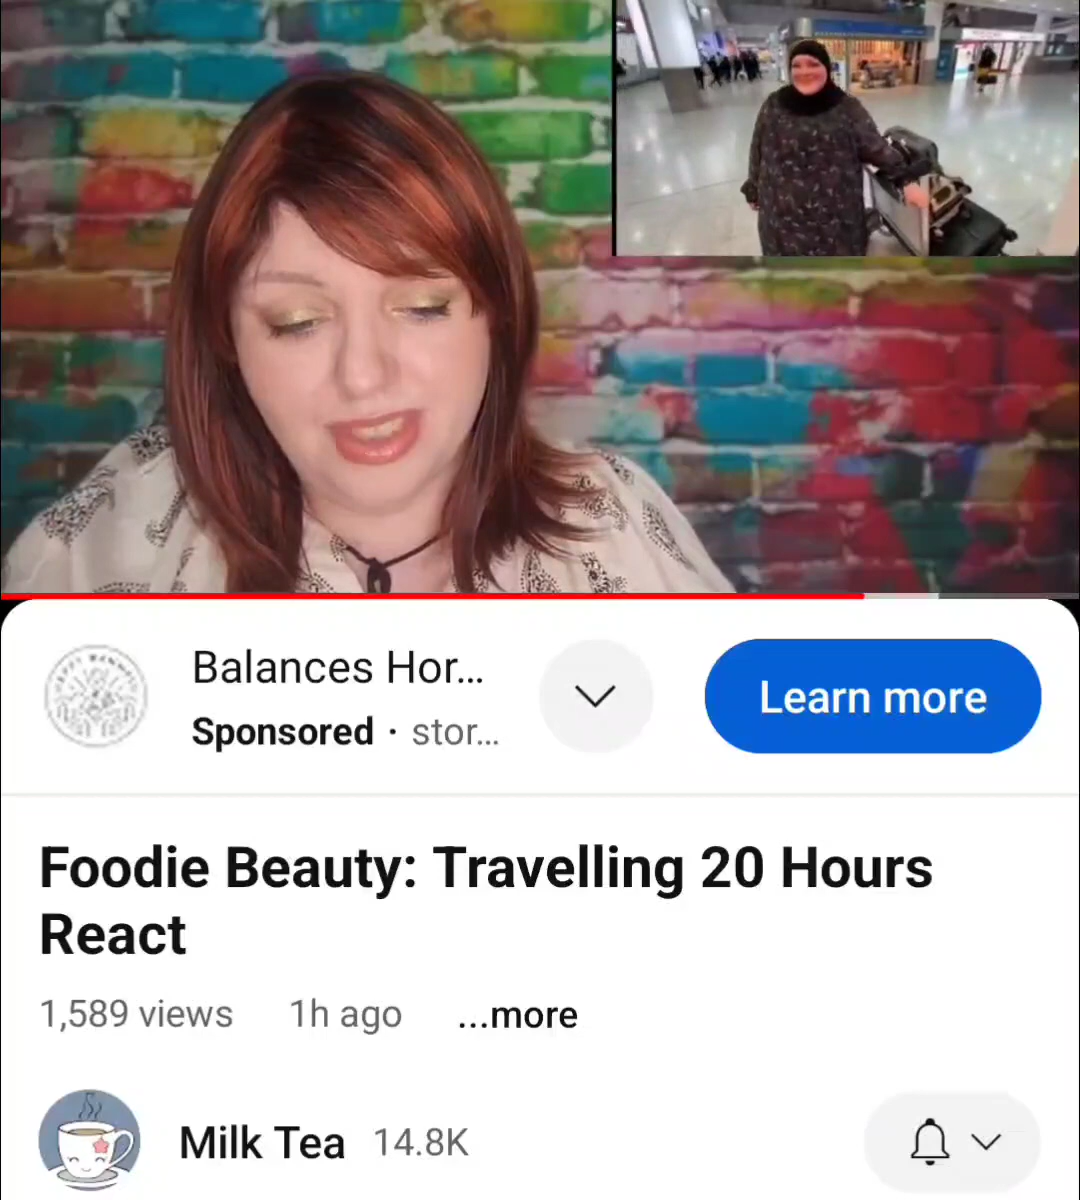 Balances Hor...
Sponsored · stor...
Learn more
Foodie Beauty: Travelling 20 Hours
React
1,589 views 1h ago ...more
Milk Tea 14.8K